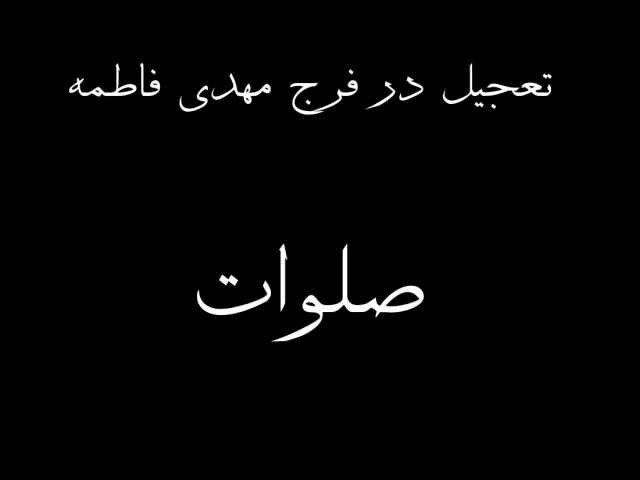 تعجیل در فرج مهدی فاطمه
صلوات